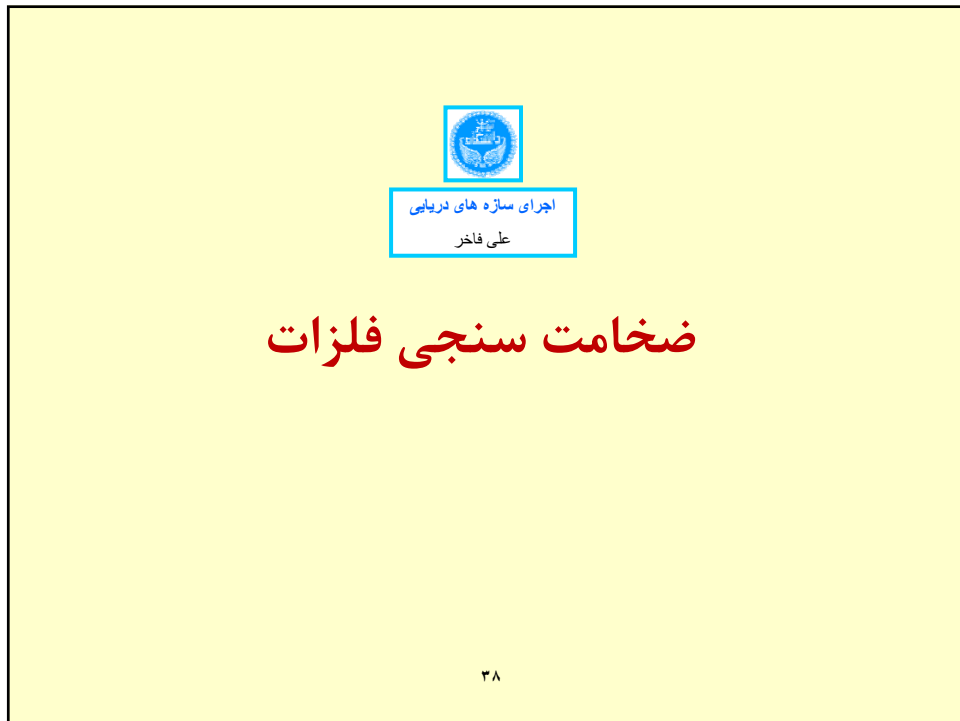 اجرای سازه های دریایی
علی فاخر
ضخامت سنجی فلزات
۳۸